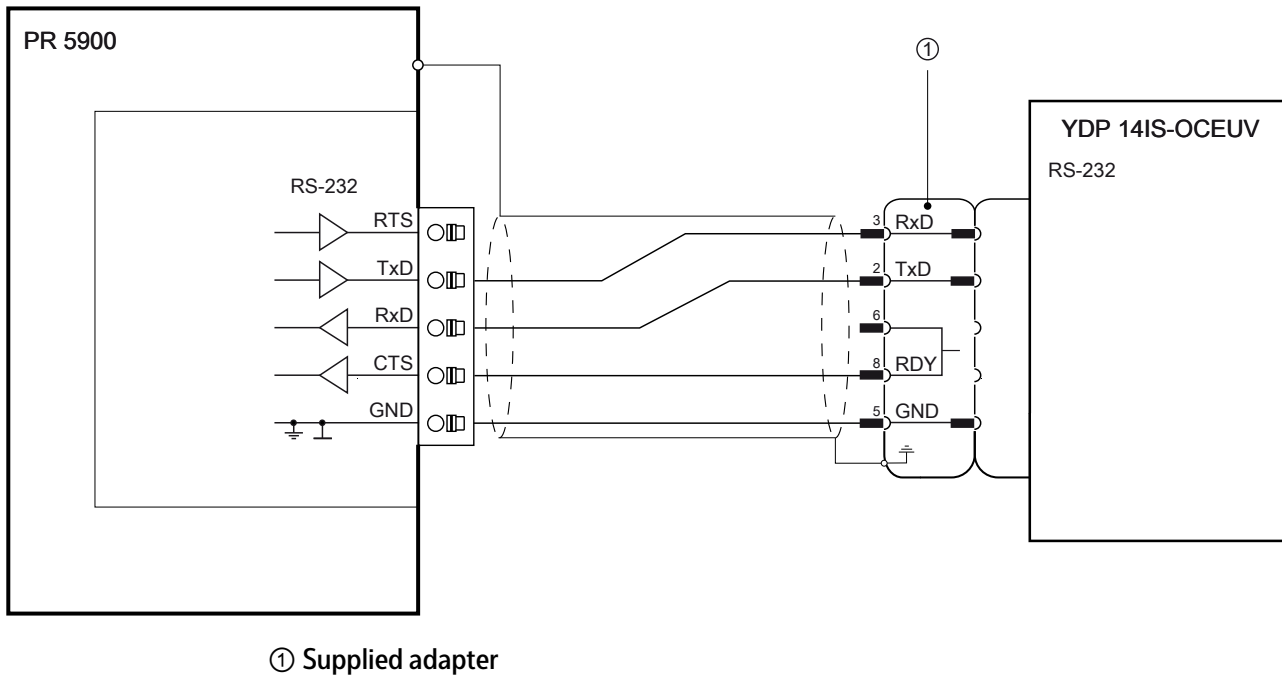 PR 5900
①
YDP 14IS-OCEUV
RS-232
RS-232
RTS
3
RxD
TxD
2
TxD
RxD
6
CTS
8
RDY
GND
5
GND
① Supplied adapter